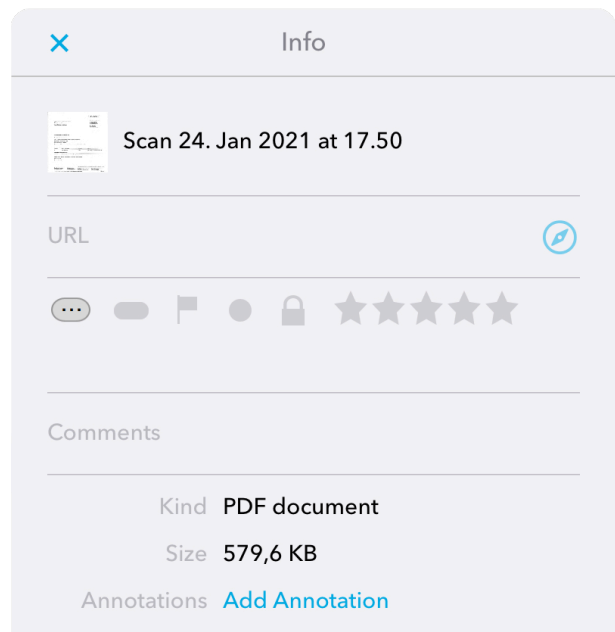 Info
Scan 24. Jan 2021 at 17.50
URL
Comments
Kind PDF document
Size 579,6 KB
Annotations Add Annotation